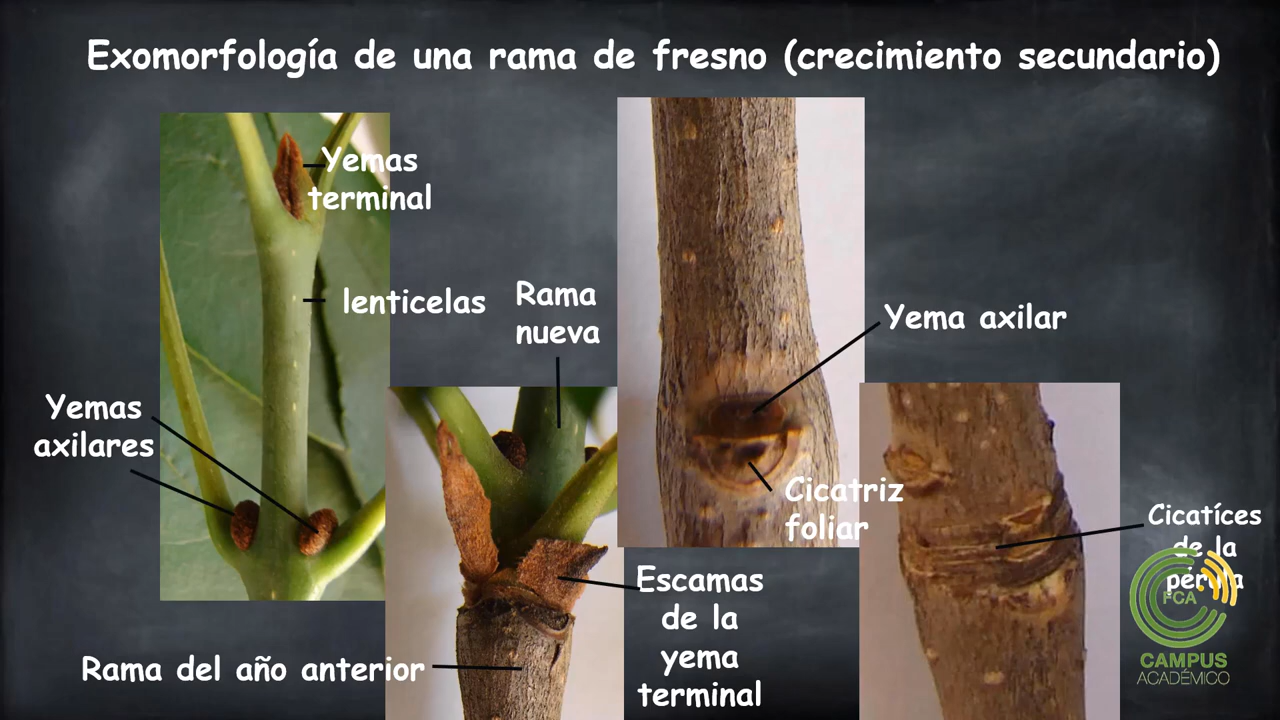 Exomorfología de una rama de fresno (crecimiento secundario)
Yemas
terminal
lenticelas
Rama
nueva
Yema axilar
Yemas
axilares
Cicatriz
foliar
Cicatíces
de la
Escamas
de la
yema
terminal
Rama del año anterior
FCA
CAMPUS
ACADÉMICO